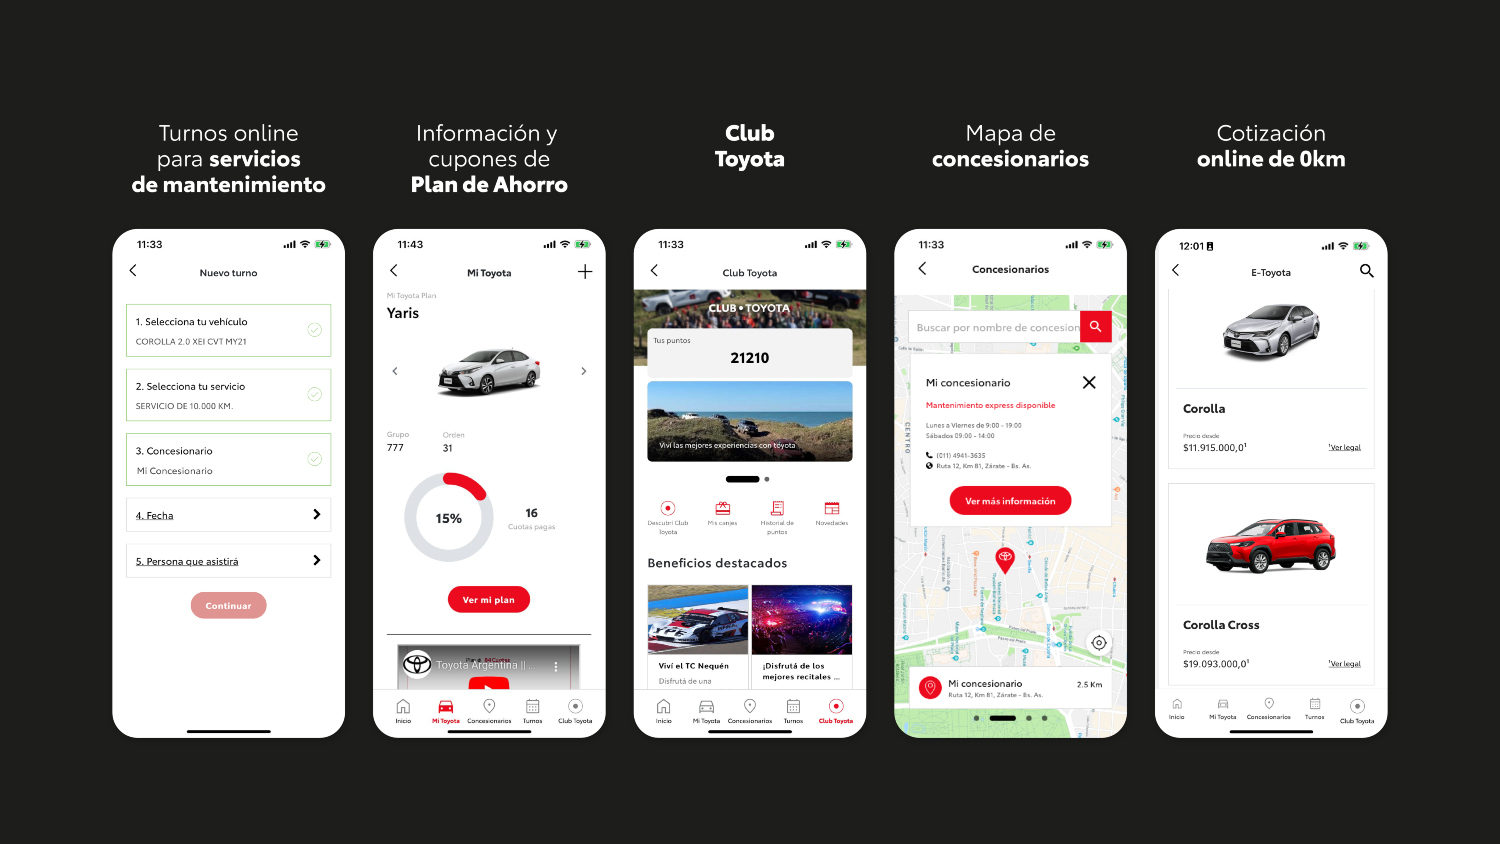 Turnos online
para servicios
de mantenimiento
11:33
Nuevo turno
1. Selecciona tu vehículo
COROLLA 2.0 XEI CVT MY21
2. Selecciona tu servicio
SERVICIO DE 10.000 KM.
3. Concesionario
Mi Concesionario
4. Fecha
5. Persona que asistirá
Continuar
Información y
cupones de
Plan de Ahorro
11:43
Mi Toyota
Mi Toyota Plan
Yaris
Grupo
777
Orden
31
15%
16
Cuotas pagas
Ver mi plan
Toyota Argentina || ...
Inicio
Mi Toyota
Concesionarios
Turnos
Club Toyota
Club
Toyota
11:33
Club Toyota
CLUB TOYOTA
Tus puntos
21210
Viví las mejores experiencias con toyota
Descubrí Club
Toyota
Mis canjes
Historial de
puntos
Novedades
Beneficios destacados
Viví el TC Nequén
Disfrutá de una
¡Disfrutá de los
mejores recitales ...
Inicio
Mi Toyota
Concesionarios
Turnos
Club Toyota
Mapa de
concesionarios
11:33
Concesionarios
Buscar por nombre de concesion
CENTRO
Mi concesionario
Mantenimiento express disponible
Lunes a Viernes de 9:00 - 19:00
Sábados 09:00 - 14:00
(011) 4941-3635
Ruta 12, Km 81, Zárate - Bs. As.
Ver más información
Mi concesionario
Ruta 12, Km 81, Zárate - Bs. As.
2.5 Km
Cotización
online de 0km
12:01
E-Toyota
Corolla
Precio desde
$11.915.000,0¹
¹Ver legal
Corolla Cross
Precio desde
$19.093.000,0¹
¹Ver legal
Inicio
Mi Toyota
Concesionarios
Turnos
Club Toyota